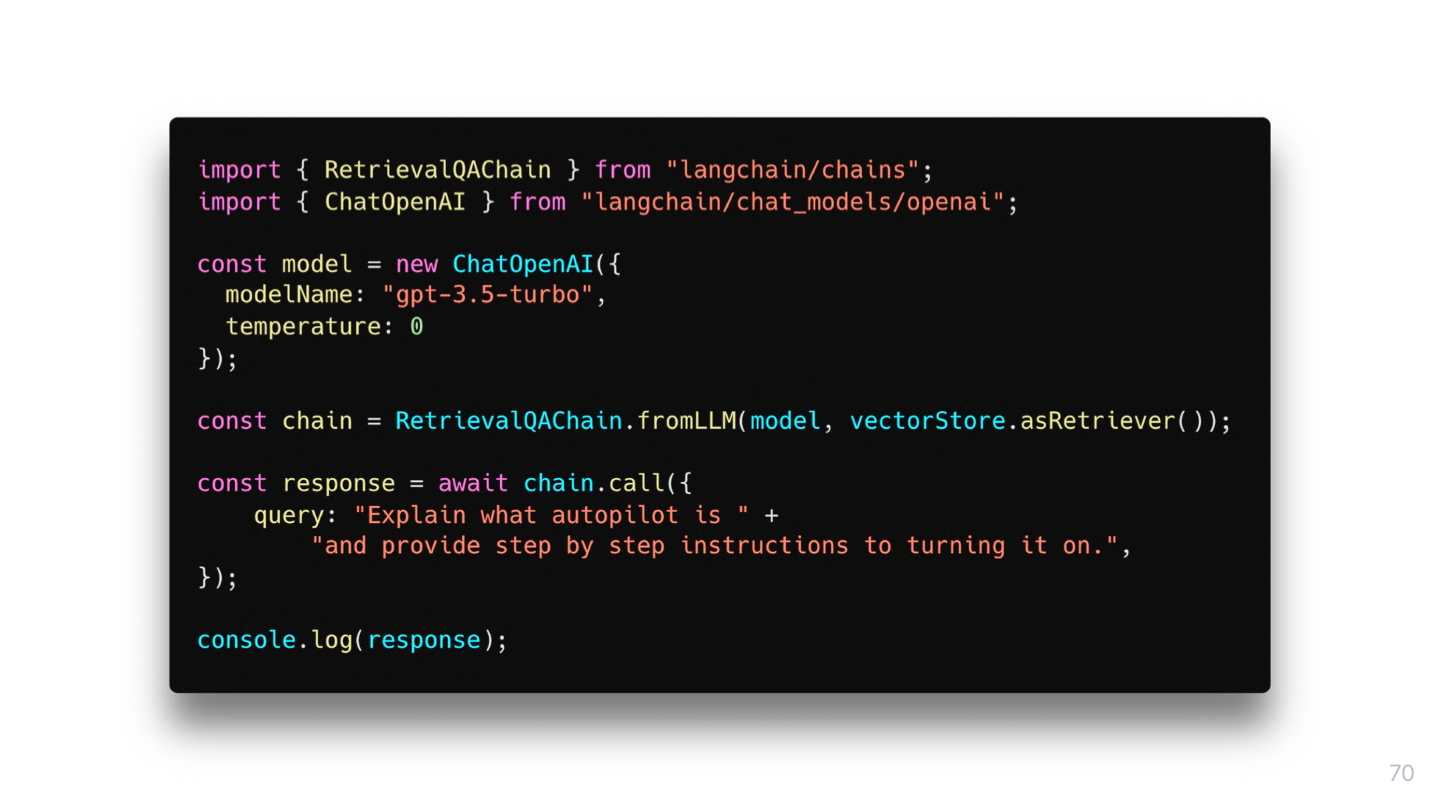 import { RetrievalQAChain } from "langchain/chains";
import { ChatOpenAI } from "langchain/chat_models/openai";
const model = new ChatOpenAI({
  modelName: "gpt-3.5-turbo",
  temperature: 0
});
const chain = RetrievalQAChain.fromLLM(model, vectorStore.asRetriever());
const response = await chain.call({
    query: "Explain what autopilot is " +
        "and provide step by step instructions to turning it on.",
});
console.log(response);
70